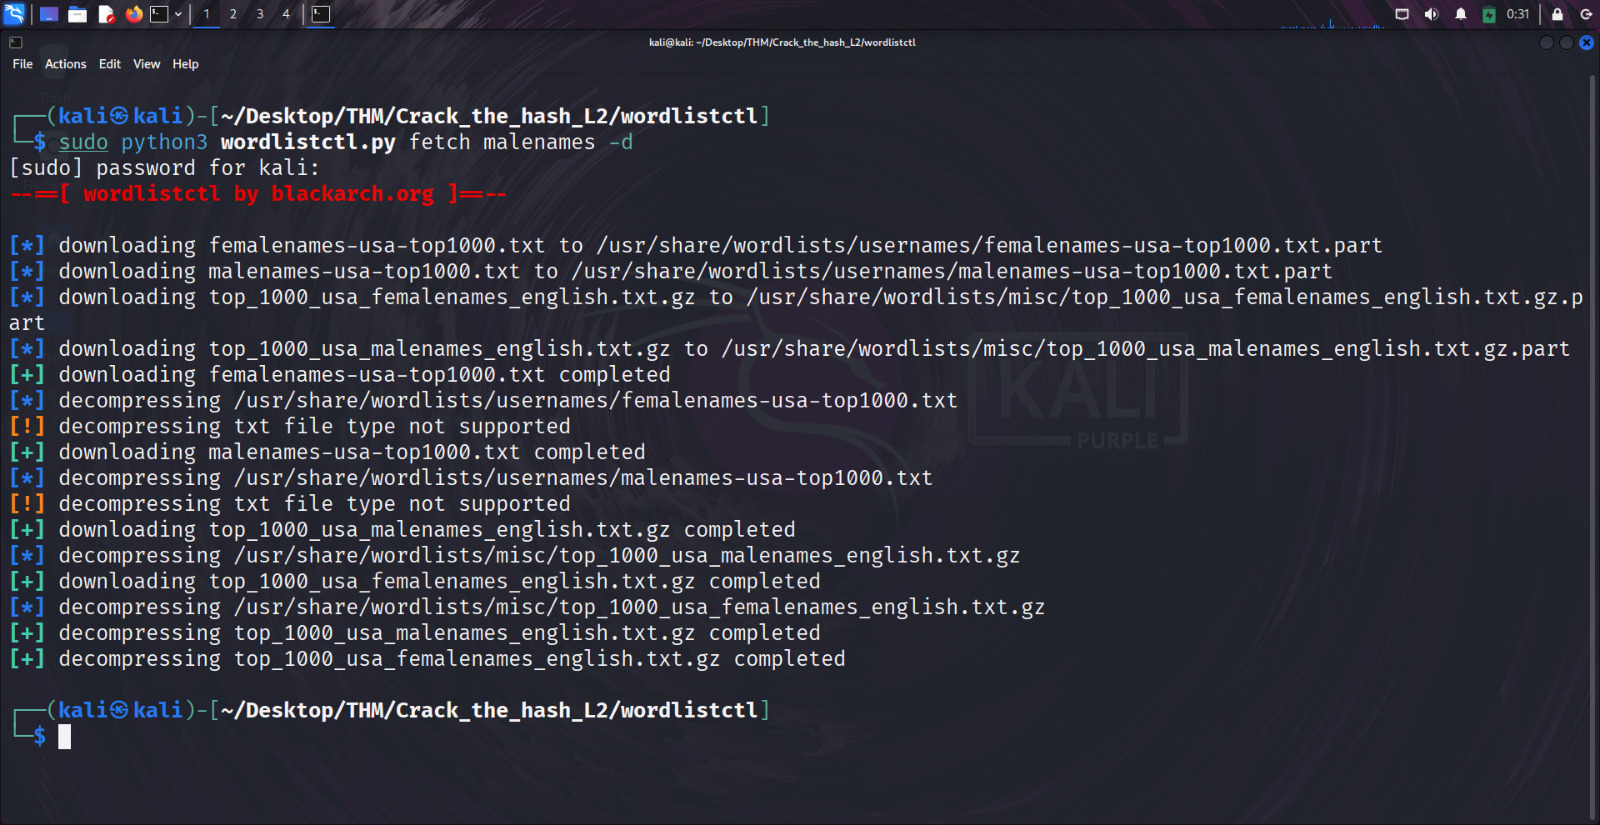 1 2 3 4 0:31
kali@kali: ~/Desktop/THM/Crack_the_hash_L2/wordlistctl
File Actions Edit View Help
┌──(kali㉿kali)-[~/Desktop/THM/Crack_the_hash_L2/wordlistctl]
└─$ sudo python3 wordlistctl.py fetch malenames -d
[sudo] password for kali:
--==[ wordlistctl by blackarch.org ]==--
[*] downloading femalenames-usa-top1000.txt to /usr/share/wordlists/usernames/femalenames-usa-top1000.txt.part
[*] downloading malenames-usa-top1000.txt to /usr/share/wordlists/usernames/malenames-usa-top1000.txt.part
[*] downloading top_1000_usa_femalenames_english.txt.gz to /usr/share/wordlists/misc/top_1000_usa_femalenames_english.txt.gz.p
art
[*] downloading top_1000_usa_malenames_english.txt.gz to /usr/share/wordlists/misc/top_1000_usa_malenames_english.txt.gz.part
[+] downloading femalenames-usa-top1000.txt completed
[*] decompressing /usr/share/wordlists/usernames/femalenames-usa-top1000.txt
[!] decompressing txt file type not supported
[+] downloading malenames-usa-top1000.txt completed
[*] decompressing /usr/share/wordlists/usernames/malenames-usa-top1000.txt
[!] decompressing txt file type not supported
[+] downloading top_1000_usa_malenames_english.txt.gz completed
[*] decompressing /usr/share/wordlists/misc/top_1000_usa_malenames_english.txt.gz
[+] downloading top_1000_usa_femalenames_english.txt.gz completed
[*] decompressing /usr/share/wordlists/misc/top_1000_usa_femalenames_english.txt.gz
[+] decompressing top_1000_usa_malenames_english.txt.gz completed
[+] decompressing top_1000_usa_femalenames_english.txt.gz completed
┌──(kali㉿kali)-[~/Desktop/THM/Crack_the_hash_L2/wordlistctl]
└─$
KALI
PURPLE